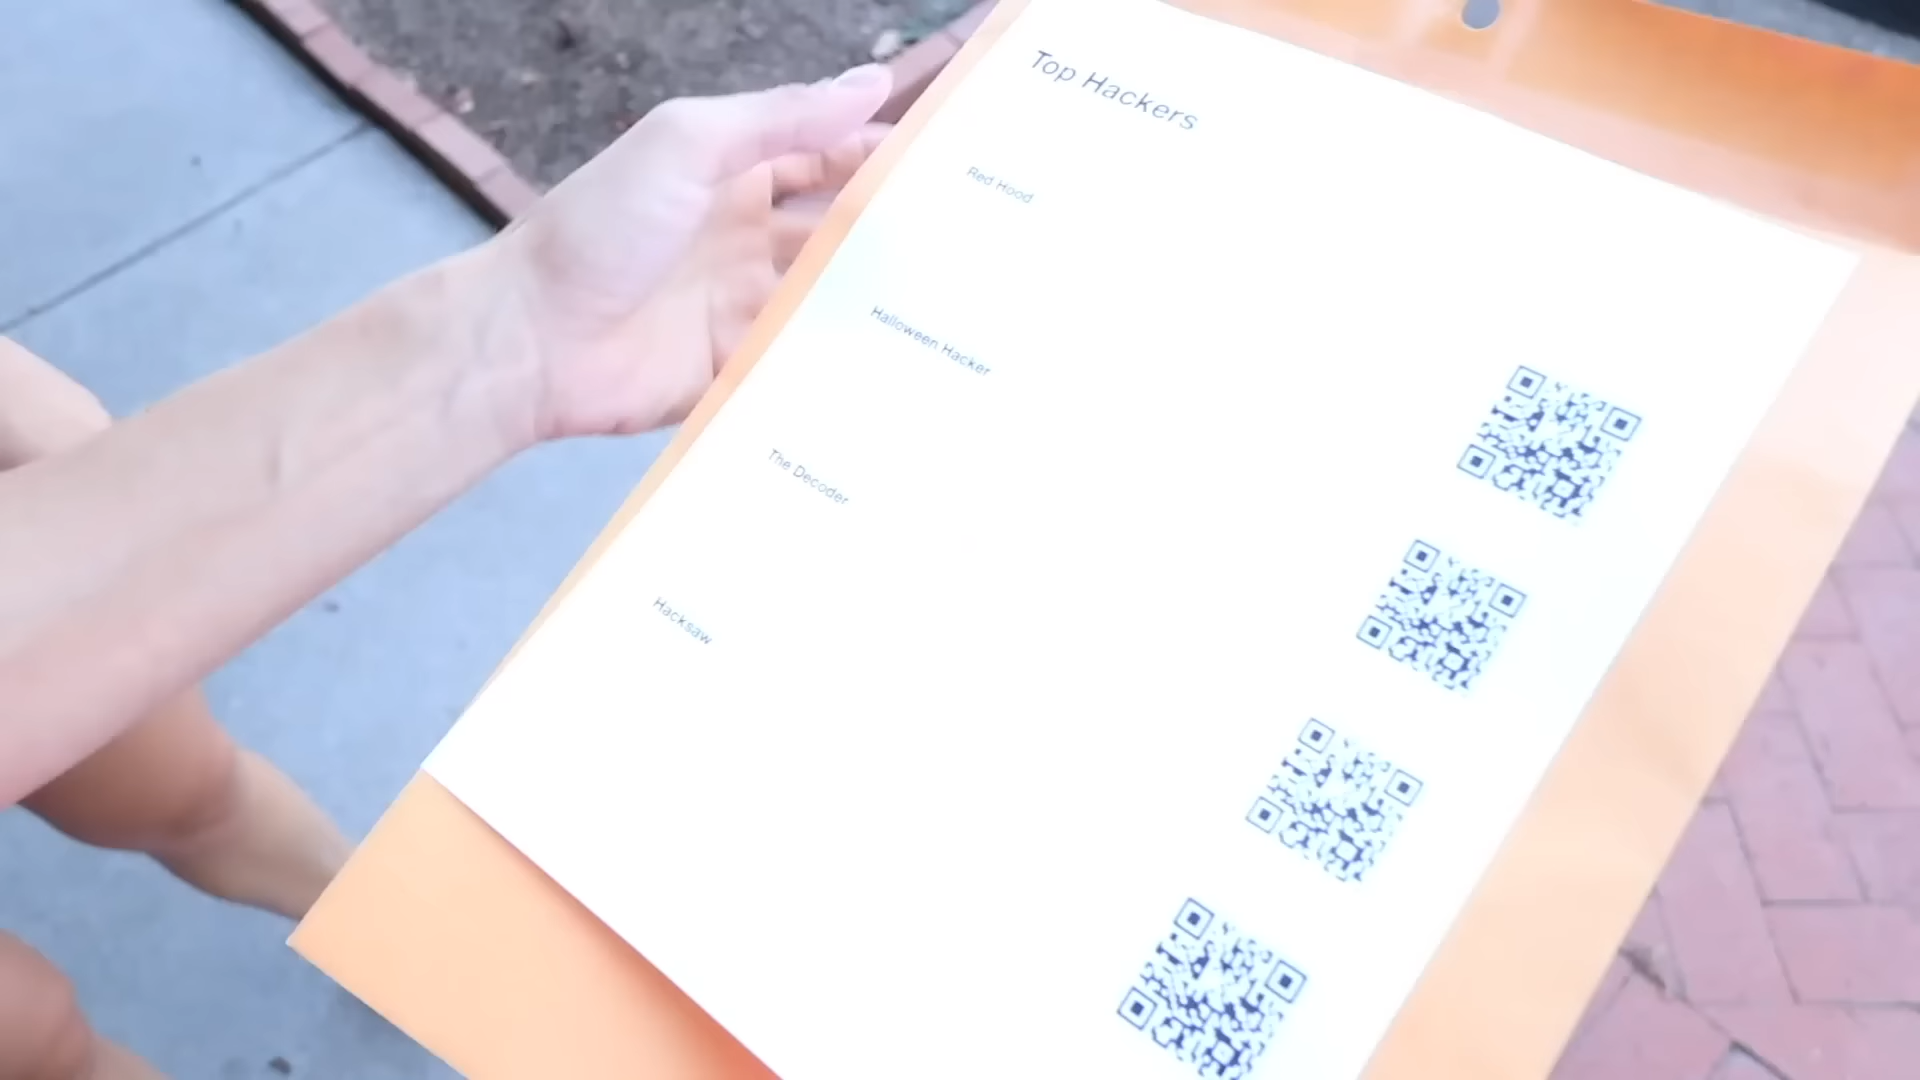 Top Hackers
Red Hood
Halloween Hacker
The Decoder
Hacksaw